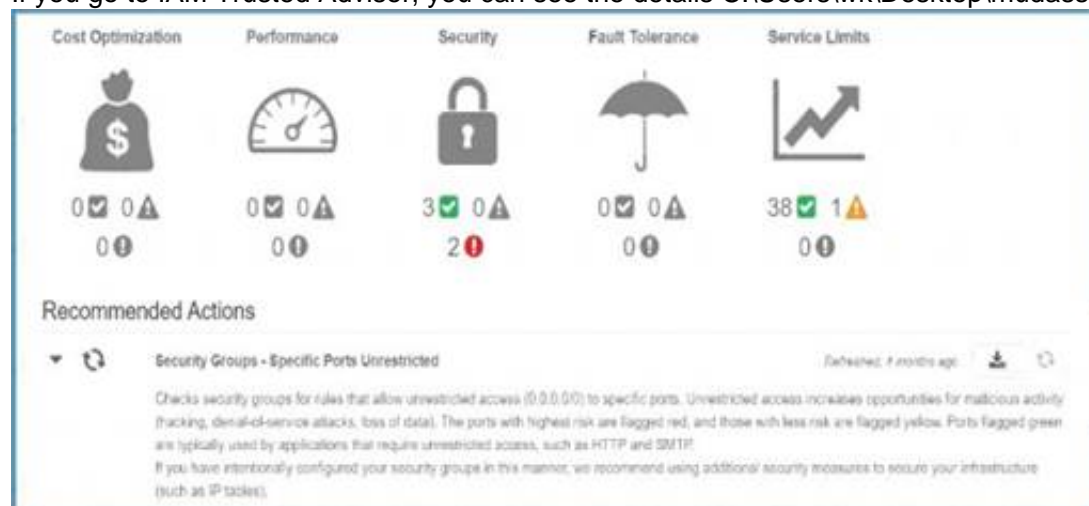 If you go to IAM Trusted Advisor, you can see the details C:\Users\wk\Desktop\mudas
Cost Optimization Performance Security Fault Tolerance Service Limits
$
0 0 0 0 3 0 0 0 38 1
0 0 2 0 0
Recommended Actions
Security Groups - Specific Ports Unrestricted Refreshed: months ago
Checks security groups for rules that allow unrestricted access (0.0.0.0/0) to specific ports. Unrestricted access increases opportunities for malicious activity
(hacking, denial-of-service attacks, loss of data). The ports with highest risk are flagged red, and those with less risk are flagged yellow. Ports flagged green
are typically used by applications that require unrestricted access, such as HTTP and SMTP.
If you have intentionally configured your security groups in this manner, we recommend using additional security measures to secure your infrastructure
(such as IP tables).